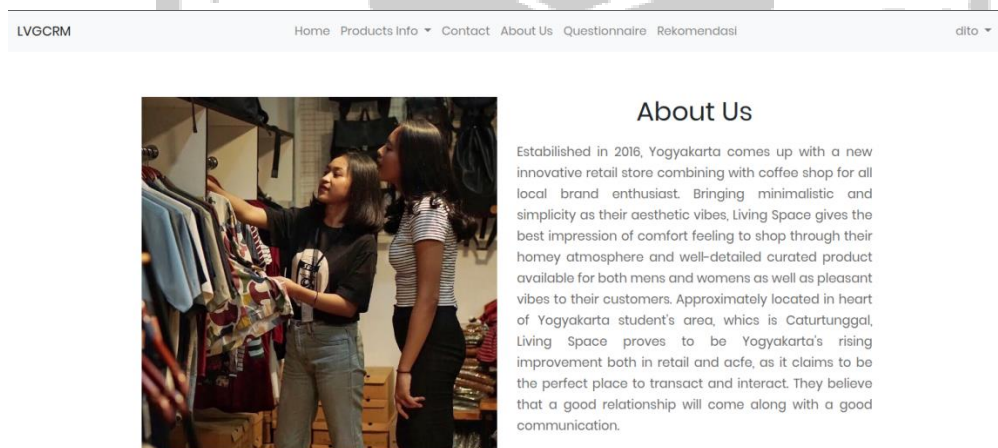 LVGCRM Home Products Info Contact About Us Questionnaire Rekomendasi dito
About Us
Estabilished in 2016, Yogyakarta comes up with a new
innovative retail store combining with coffee shop for all
local brand enthusiast. Bringing minimalistic and
simplicity as their aesthetic vibes, Living Space gives the
best impression of comfort feeling to shop through their
homey atmosphere and well-detailed curated product
available for both mens and womens as well as pleasant
vibes to their customers. Approximately located in heart
of Yogyakarta student's area, whics is Caturtunggal,
Living Space proves to be Yogyakarta's rising
improvement both in retail and acfe, as it claims to be
the perfect place to transact and interact. They believe
that a good relationship will come along with a good
communication.